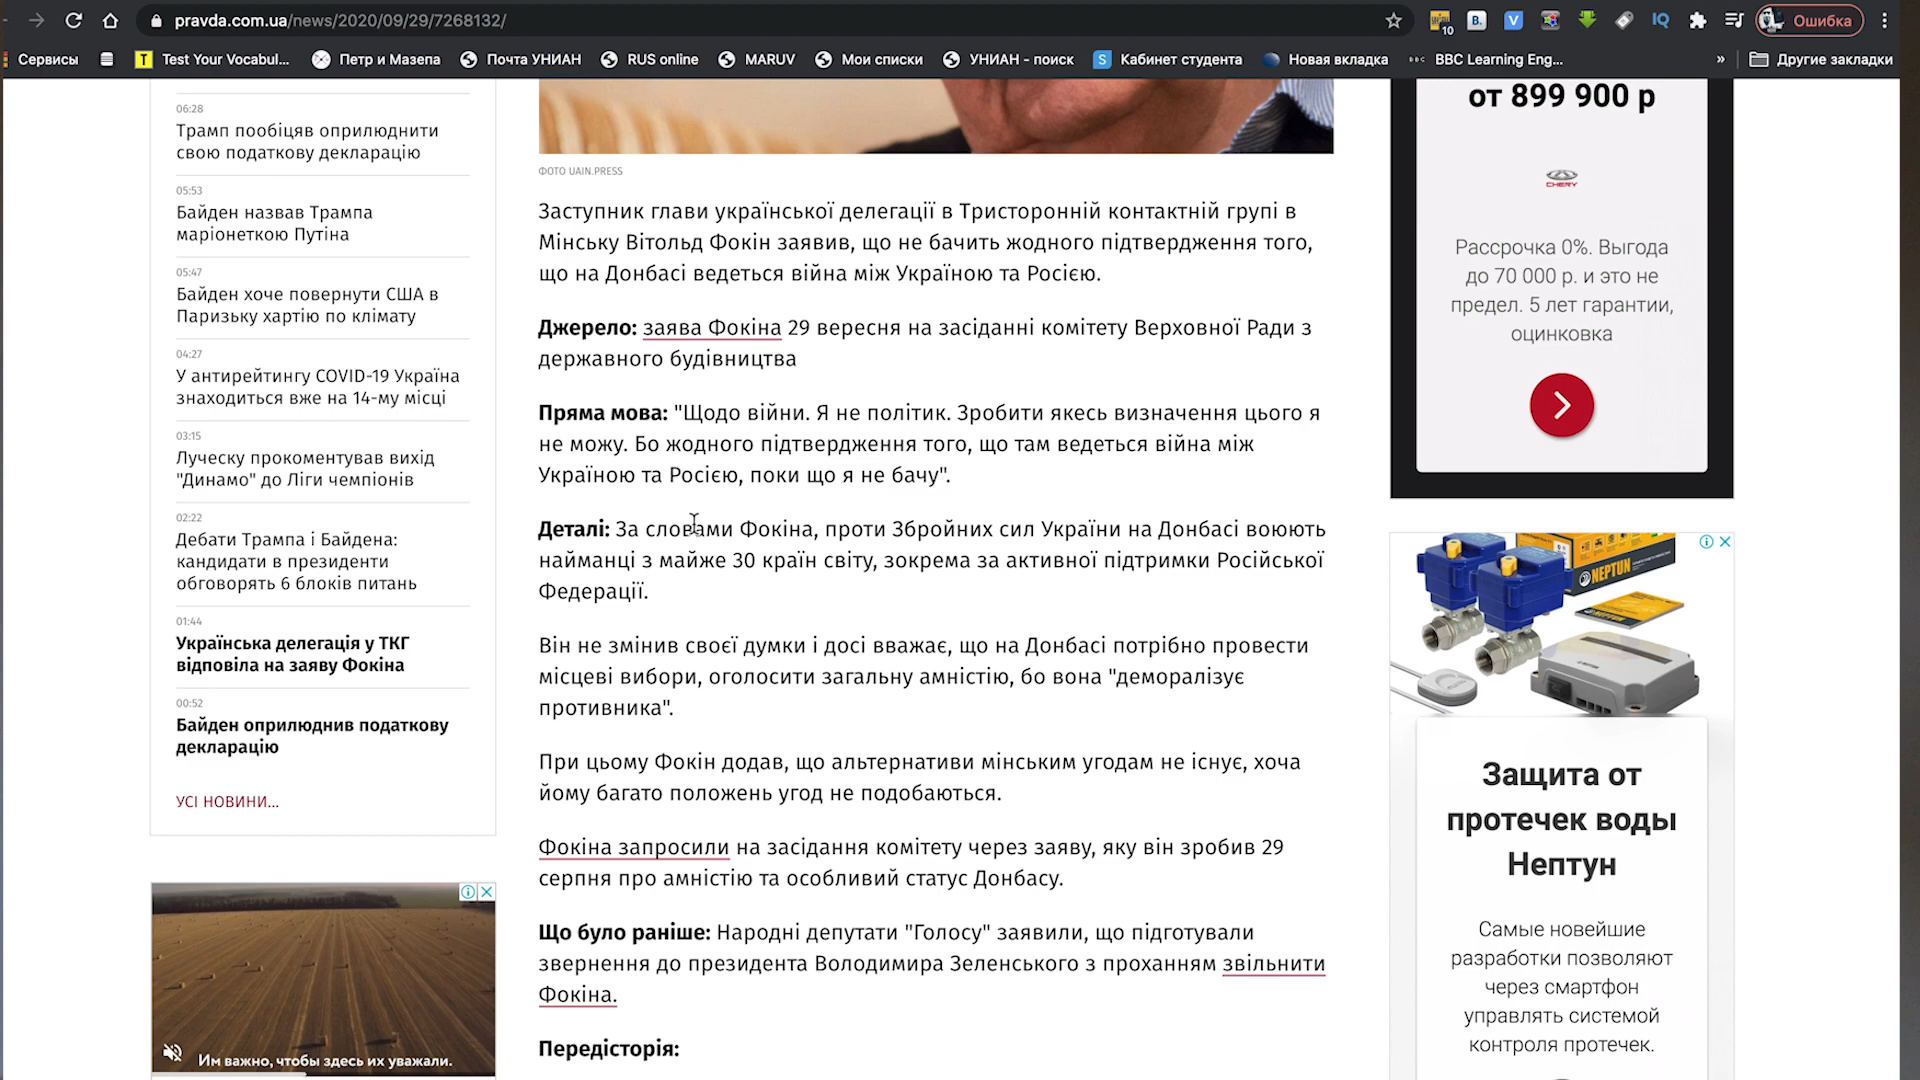 pravda.com.ua/news/2020/09/29/7268132/
10
B.
V
IQ
Ошибка
Сервисы
T Test Your Vocabul...
Петр и Мазепа
Почта УНИАН
RUS online
MARUV
Мои списки
УНИАН - поиск
S Кабинет студента
Новая вкладка
BBC BBC Learning Eng...
»
Другие закладки
06:28
Трамп пообіцяв оприлюднити
свою податкову декларацію
05:53
Байден назвав Трампа
маріонеткою Путіна
05:47
Байден хоче повернути США в
Паризьку хартію по клімату
04:27
У антирейтингу COVID-19 Україна
знаходиться вже на 14-му місці
03:15
Луческу прокоментував вихід
"Динамо" до Ліги чемпіонів
02:22
Дебати Трампа і Байдена:
кандидати в президенти
обговорять 6 блоків питань
01:44
Українська делегація у ТКГ
відповіла на заяву Фокіна
00:52
Байден оприлюднив податкову
декларацію
УСІ НОВИНИ...
Им важно, чтобы здесь их уважали.
ФОТО UAIN.PRESS
Заступник глави української делегації в Тристоронній контактній групі в
Мінську Вітольд Фокін заявив, що не бачить жодного підтвердження того,
що на Донбасі ведеться війна між Україною та Росією.
Джерело: заява Фокіна 29 вересня на засіданні комітету Верховної Ради з
державного будівництва
Пряма мова: "Щодо війни. Я не політик. Зробити якесь визначення цього я
не можу. Бо жодного підтвердження того, що там ведеться війна між
Україною та Росією, поки що я не бачу".
Деталі: За словами Фокіна, проти Збройних сил України на Донбасі воюють
найманці з майже 30 країн світу, зокрема за активної підтримки Російської
Федерації.
Він не змінив своєї думки і досі вважає, що на Донбасі потрібно провести
місцеві вибори, оголосити загальну амністію, бо вона "деморалізує
противника".
При цьому Фокін додав, що альтернативи мінським угодам не існує, хоча
йому багато положень угод не подобаються.
Фокіна запросили на засідання комітету через заяву, яку він зробив 29
серпня про амністію та особливий статус Донбасу.
Що було раніше: Народні депутати "Голосу" заявили, що підготували
звернення до президента Володимира Зеленського з проханням звільнити
Фокіна.
Передісторія:
от 899 900 р
CHERY
Рассрочка 0%. Выгода
до 70 000 р. и это не
предел. 5 лет гарантии,
оцинковка
NEPTUN
Защита от
протечек воды
Нептун
Самые новейшие
разработки позволяют
через смартфон
управлять системой
контроля протечек.